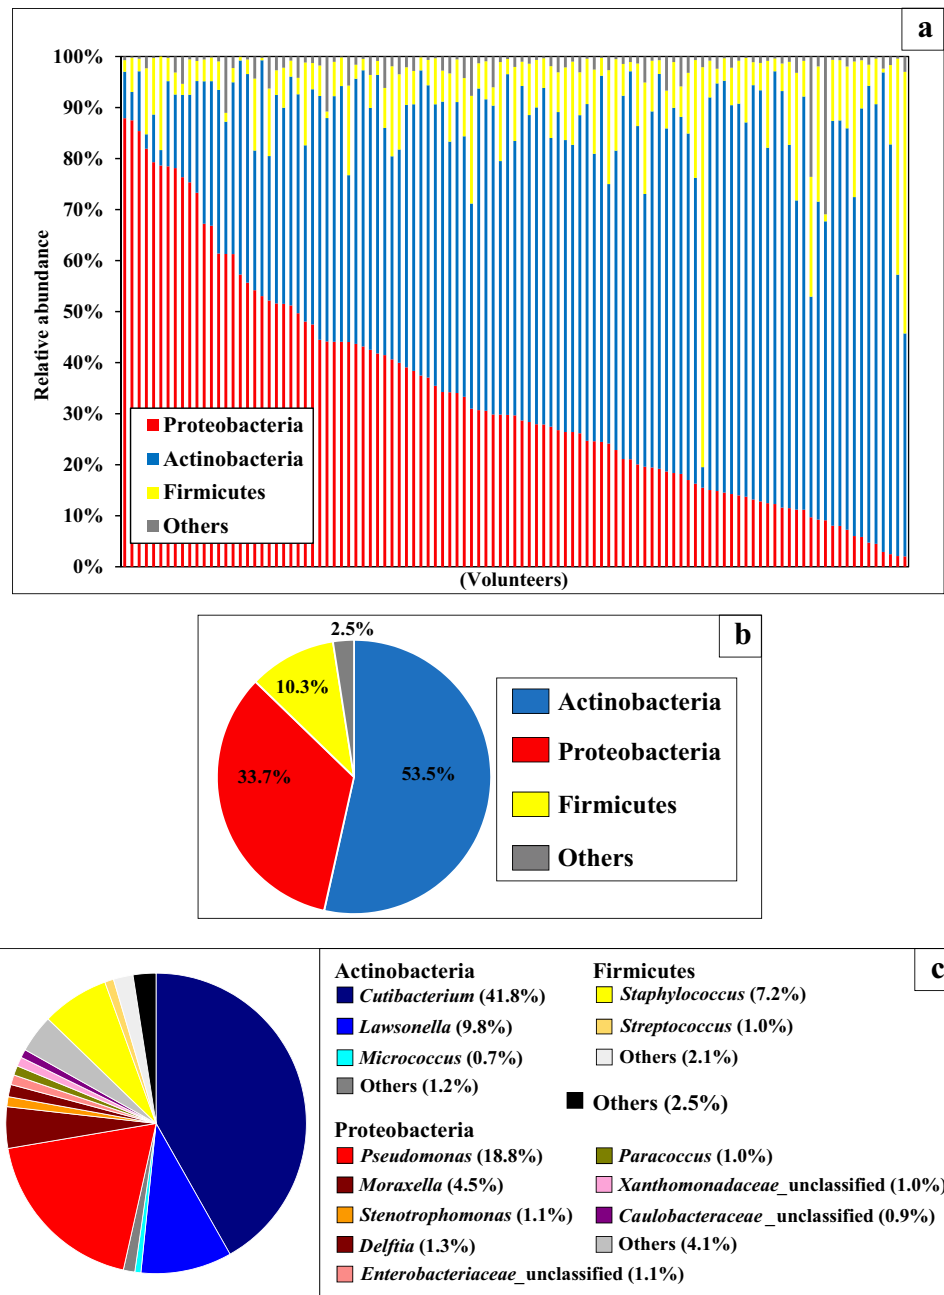 a
100%
90%
80%
70%
60%
50%
40%
30%
20%
10%
0%
Relative abundance
Proteobacteria
Actinobacteria
Firmicutes
Others
(Volunteers)
b
2.5%
10.3%
33.7%
53.5%
Actinobacteria
Proteobacteria
Firmicutes
Others
c
Actinobacteria
Cutibacterium (41.8%)
Lawsonella (9.8%)
Micrococcus (0.7%)
Others (1.2%)
Firmicutes
Staphylococcus (7.2%)
Streptococcus (1.0%)
Others (2.1%)
Others (2.5%)
Proteobacteria
Pseudomonas (18.8%)
Moraxella (4.5%)
Stenotrophomonas (1.1%)
Delftia (1.3%)
Enterobacteriaceae_unclassified (1.1%)
Paracoccus (1.0%)
Xanthomonadaceae_unclassified (1.0%)
Caulobacteraceae_unclassified (0.9%)
Others (4.1%)